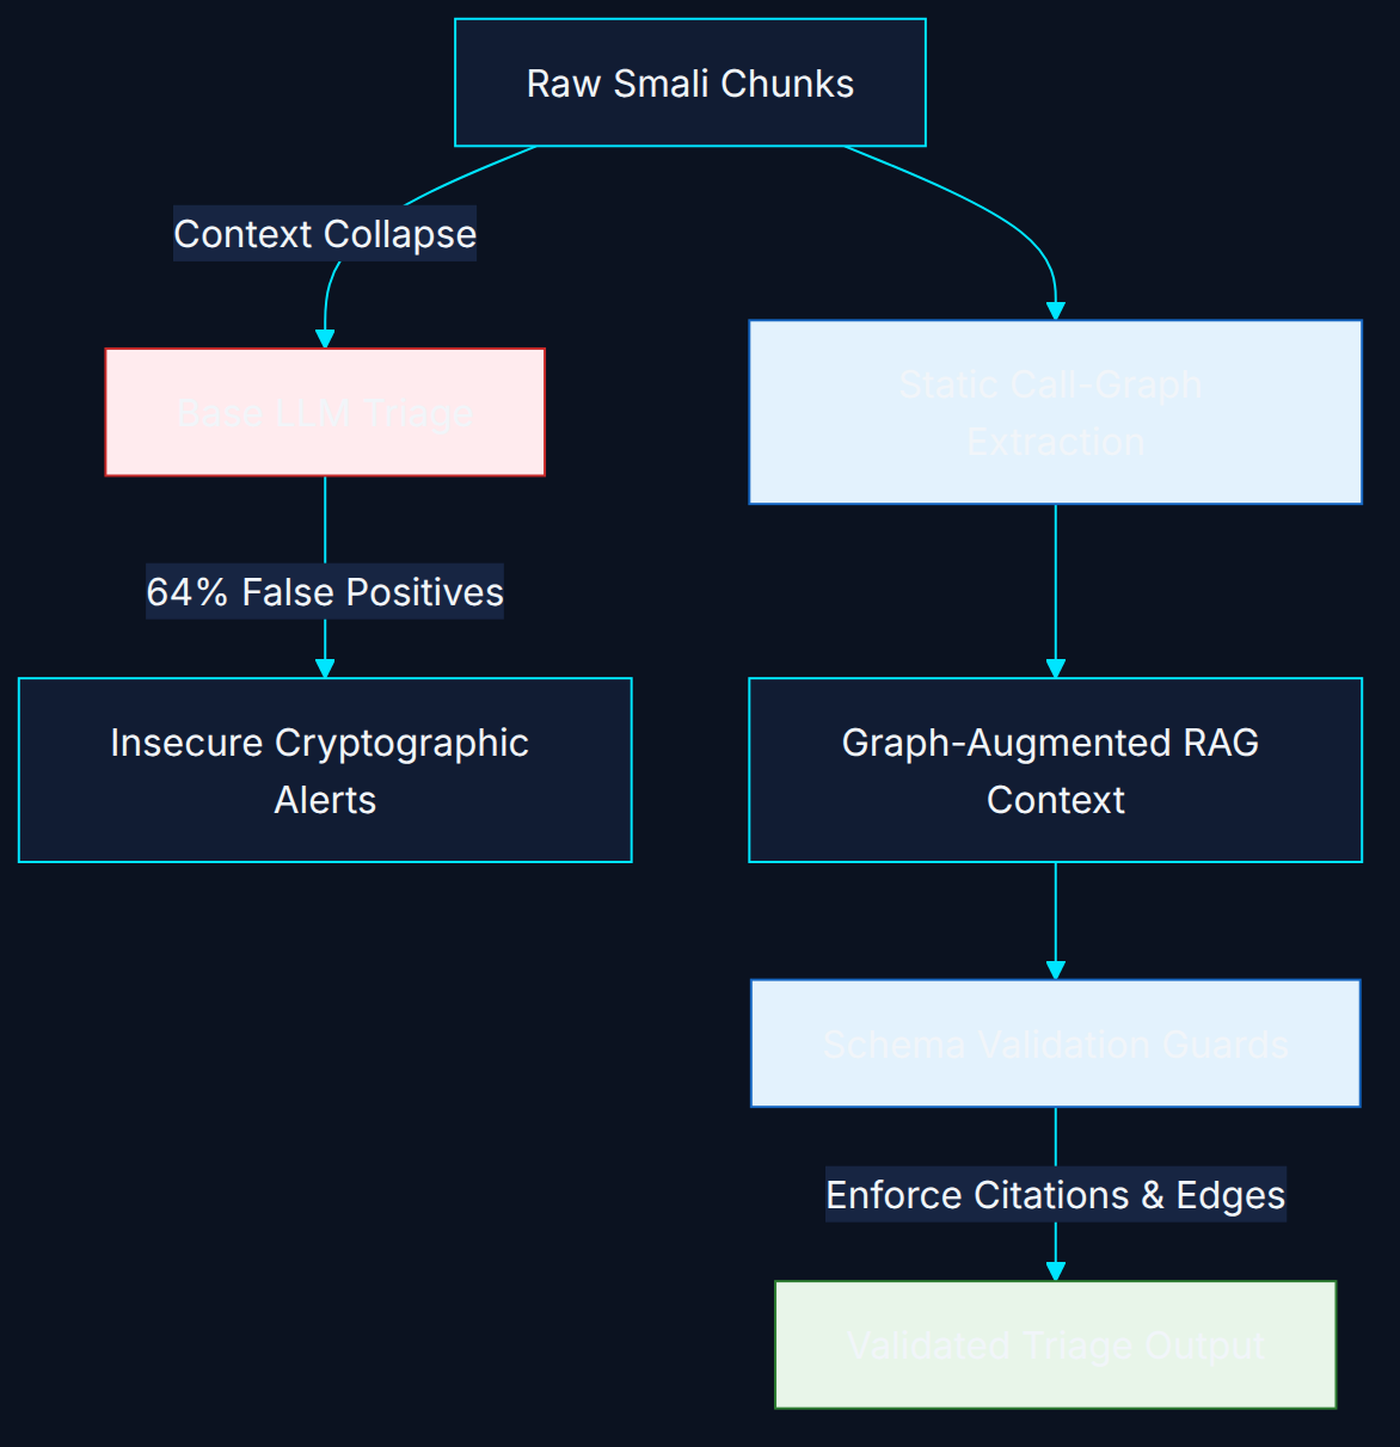 Raw Smali Chunks
Context Collapse
Base LLM Triage
Static Call-Graph
Extraction
64% False Positives
Insecure Cryptographic
Alerts
Graph-Augmented RAG
Context
Schema Validation Guards
Enforce Citations & Edges
Validated Triage Output